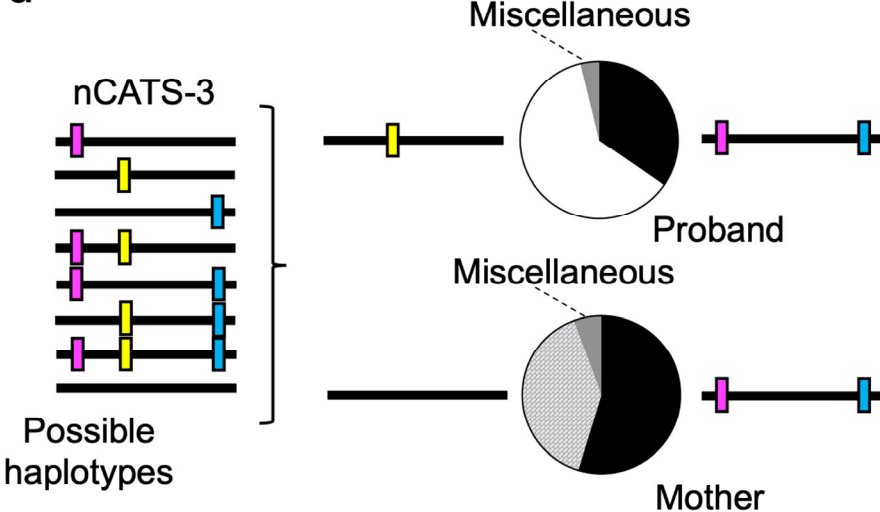 Miscellaneous
nCATS-3
Proband
Miscellaneous
Possible
haplotypes
Mother